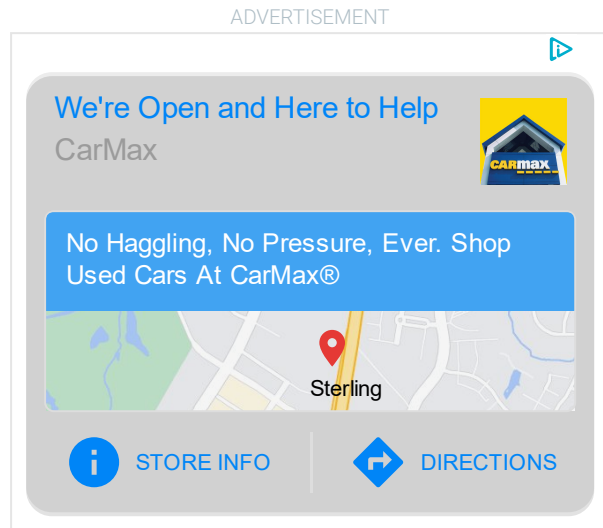 ADVERTISEMENT
We're Open and Here to Help
CarMax
CARMAX
No Haggling, No Pressure, Ever. Shop
Used Cars At CarMax®
Sterling
STORE INFO
DIRECTIONS